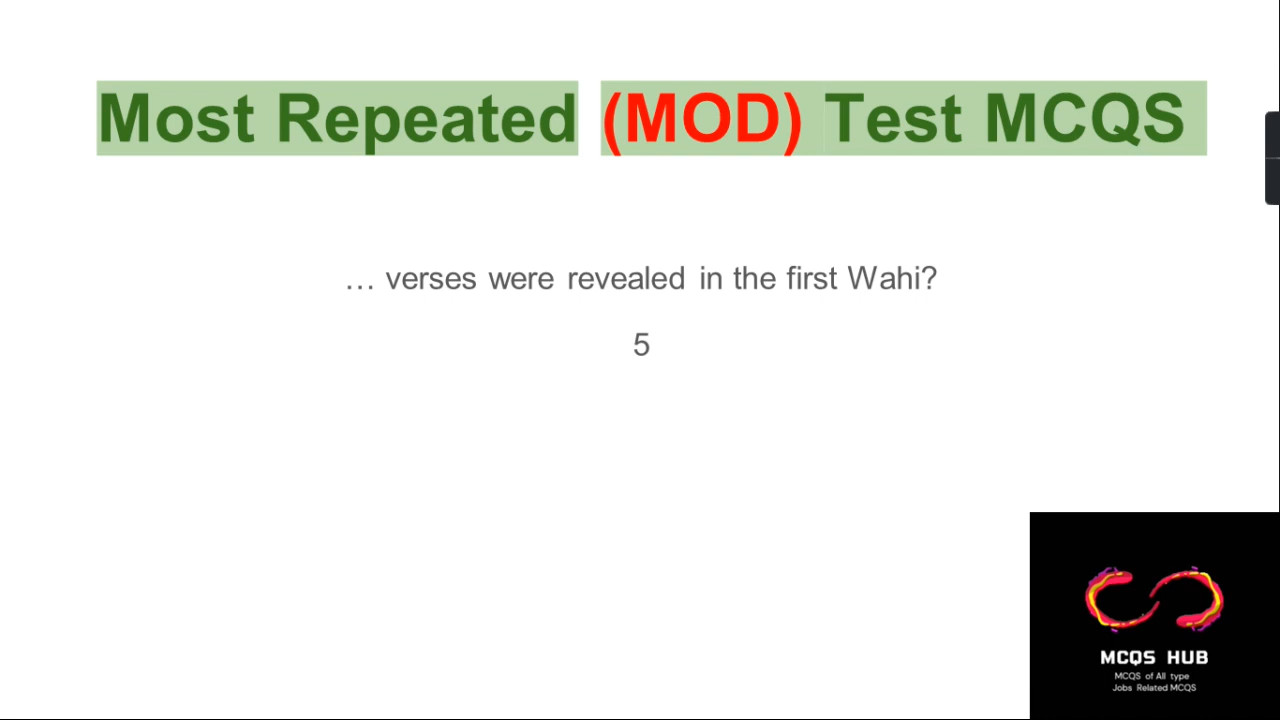 Most Repeated (MOD) Test MCQS
… verses were revealed in the first Wahi?
5
MCQS HUB
MCQS of All type
Jobs Related MCQS